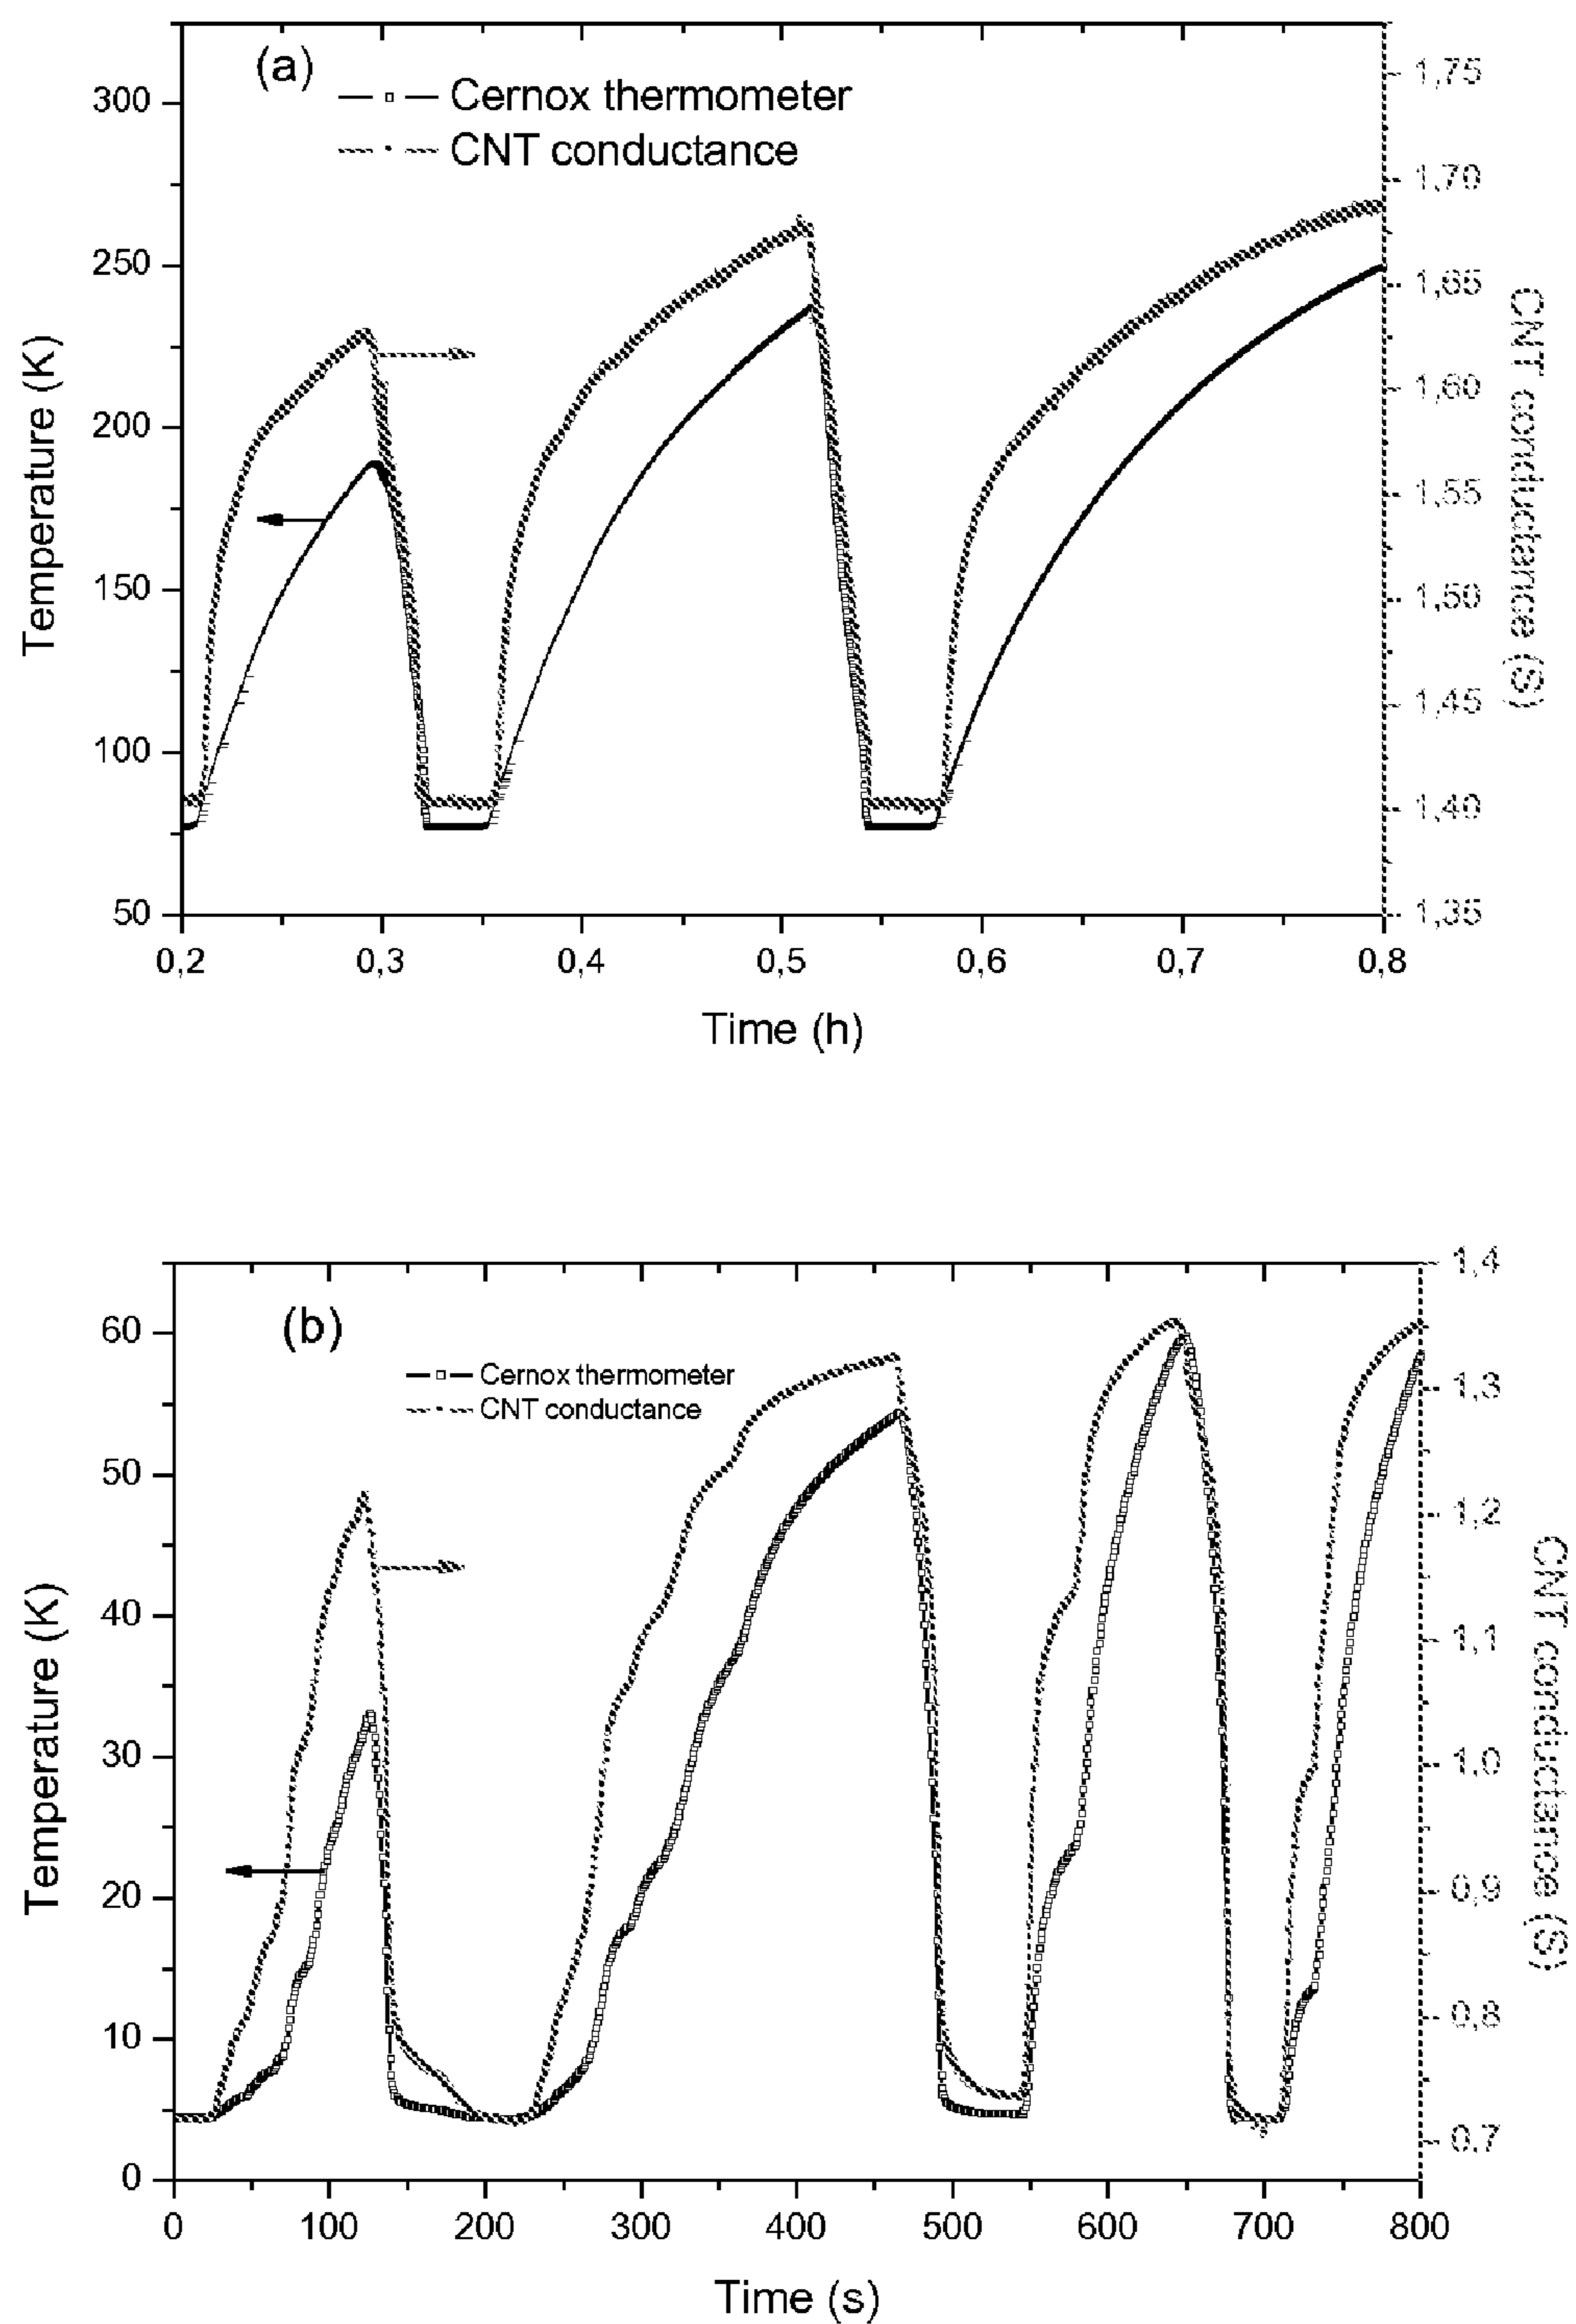 (a)
Cernox thermometer
CNT conductance
Temperature (K)
300
250
200
150
100
50
1,75
1,70
1,65
1,60
1,55
1,50
1,45
1,40
1,35
CNT conductance (S)
0,2 0,3 0,4 0,5 0,6 0,7 0,8
Time (h)
(b)
Cernox thermometer
CNT conductance
Temperature (K)
60
50
40
30
20
10
0
1,4
1,3
1,2
1,1
1,0
0,9
0,8
0,7
CNT conductance (S)
0 100 200 300 400 500 600 700 800
Time (s)